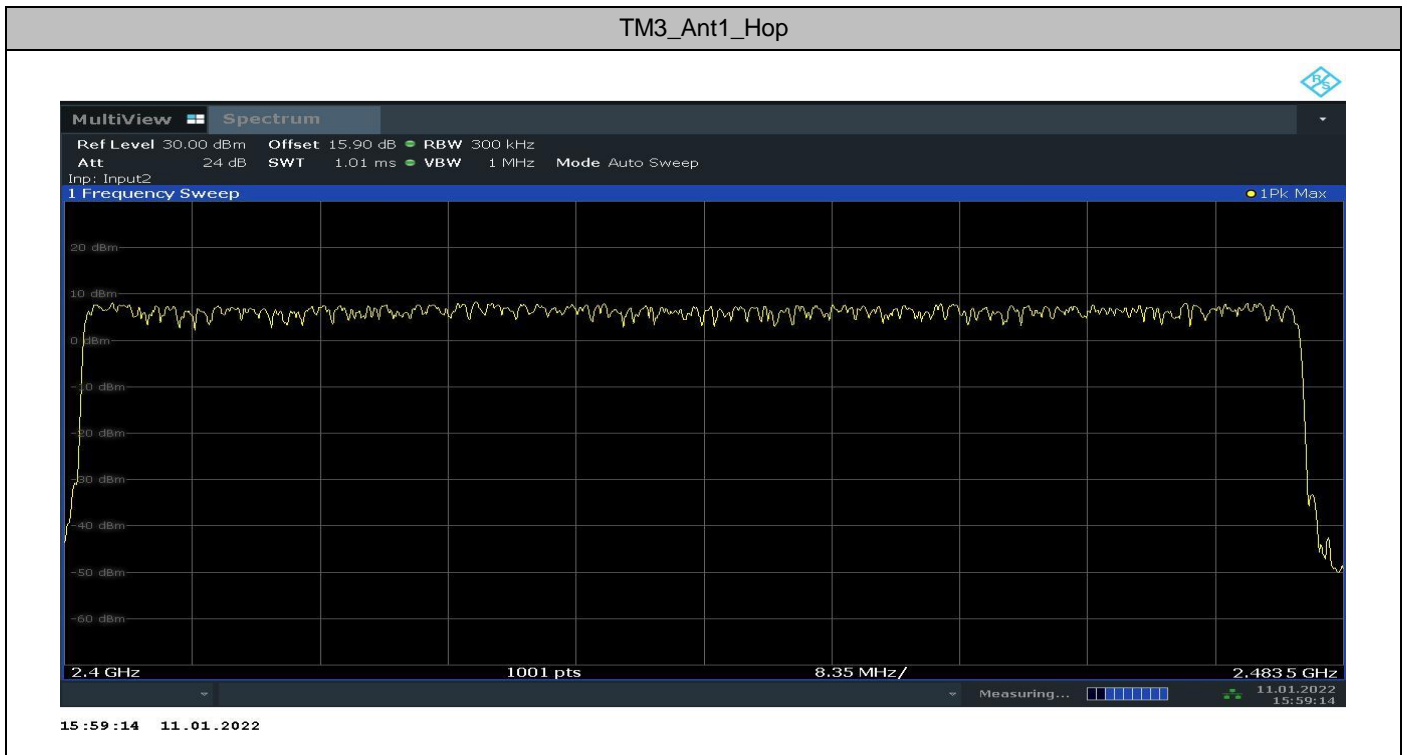 TM3_Ant1_Hop
R&S
MultiView Spectrum
Ref Level 30.00 dBm Offset 15.90 dB RBW 300 kHz
Att 24 dB SWT 1.01 ms VBW 1 MHz Mode Auto Sweep
Inp: Input2
1 Frequency Sweep 1Pk Max
20 dBm
10 dBm
0 dBm
-10 dBm
-20 dBm
-30 dBm
-40 dBm
-50 dBm
-60 dBm
2.4 GHz 1001 pts 8.35 MHz/ 2.4835 GHz
Measuring... 11.01.2022
15:59:14
15:59:14 11.01.2022